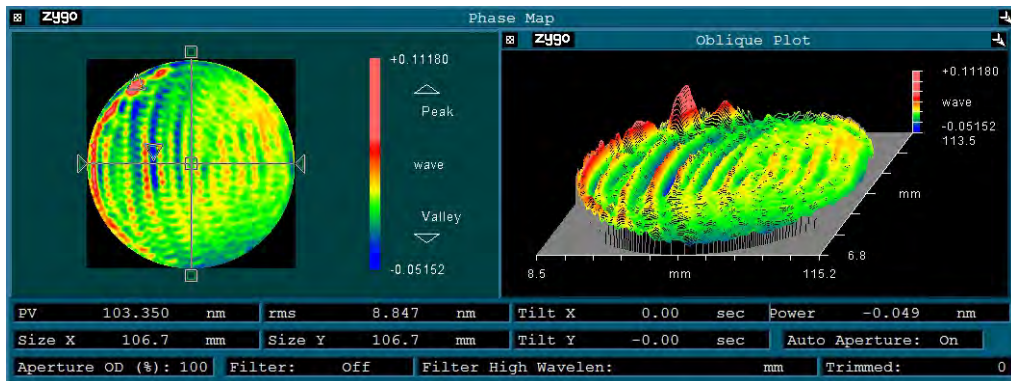 zygo Phase Map
+0.11180
Peak
wave
Valley
-0.05152
zygo Oblique Plot
+0.11180
wave
-0.05152
113.5
mm
6.8
8.5 mm 115.2
PV 103.350 nm rms 8.847 nm Tilt X 0.00 sec Power -0.049 nm
Size X 106.7 mm Size Y 106.7 mm Tilt Y -0.00 sec Auto Aperture: On
Aperture OD (%): 100 Filter: Off Filter High Wavelen: mm Trimmed: 0